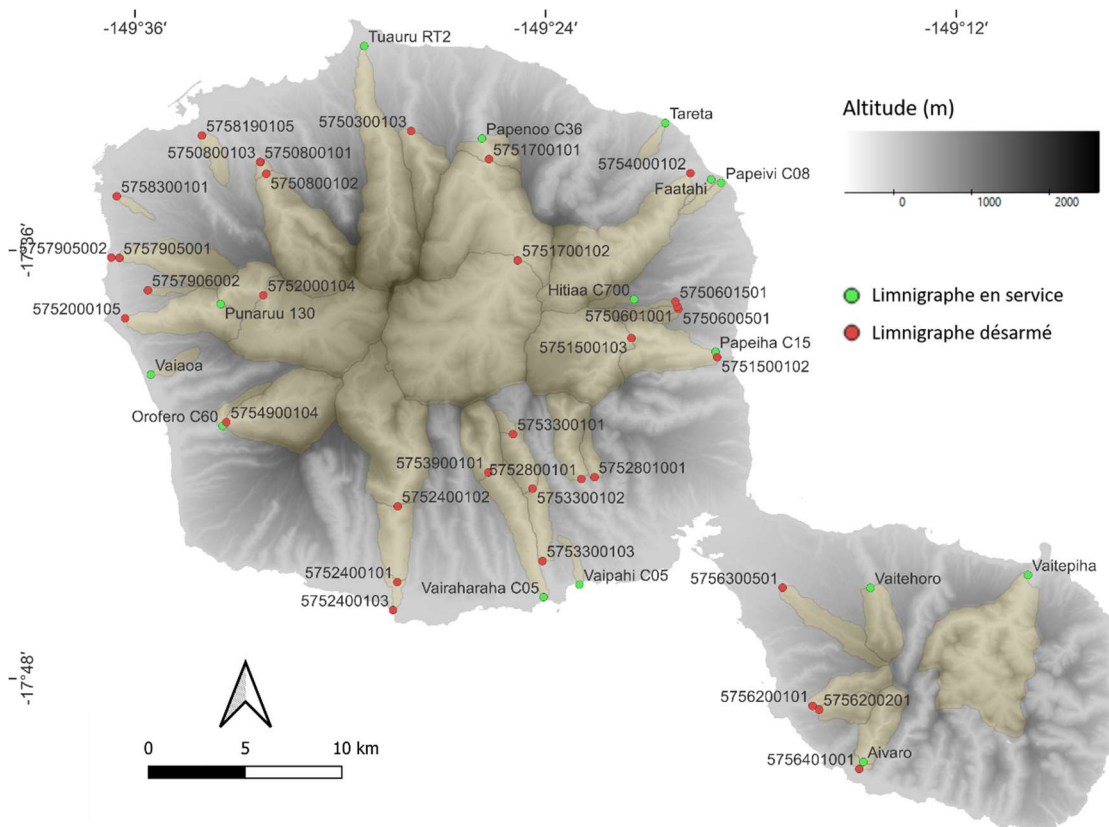 -149°36′
-149°24′
-149°12′
Tuauru RT2
Altitude (m)
0
1000
2000
Tareta
5750300103
Papenoo C36
5758190105
5751700101
5750800103
5750800101
5754000102
5750800102
Papeivi C08
Faatahi
5758300101
-17°36′
5757905002
5757905001
5751700102
5757906002
5752000104
Hitiaa C700
5750601501
Limnigraphe en service
5752000105
Punaruu 130
5750601001
5750600501
Limnigraphe désarmé
5751500103
Papeiha C15
5751500102
Vaiaoa
Orofero C60
5754900104
5753300101
5753900101
5752800101
5752801001
5752400102
5753300102
5753300103
5752400101
Vairaharaha C05
Vaipahi C05
5752400103
5756300501
Vaitehoro
Vaitepiha
-17°48′
5756200101
5756200201
5756401001
Aivaro
0
5
10 km